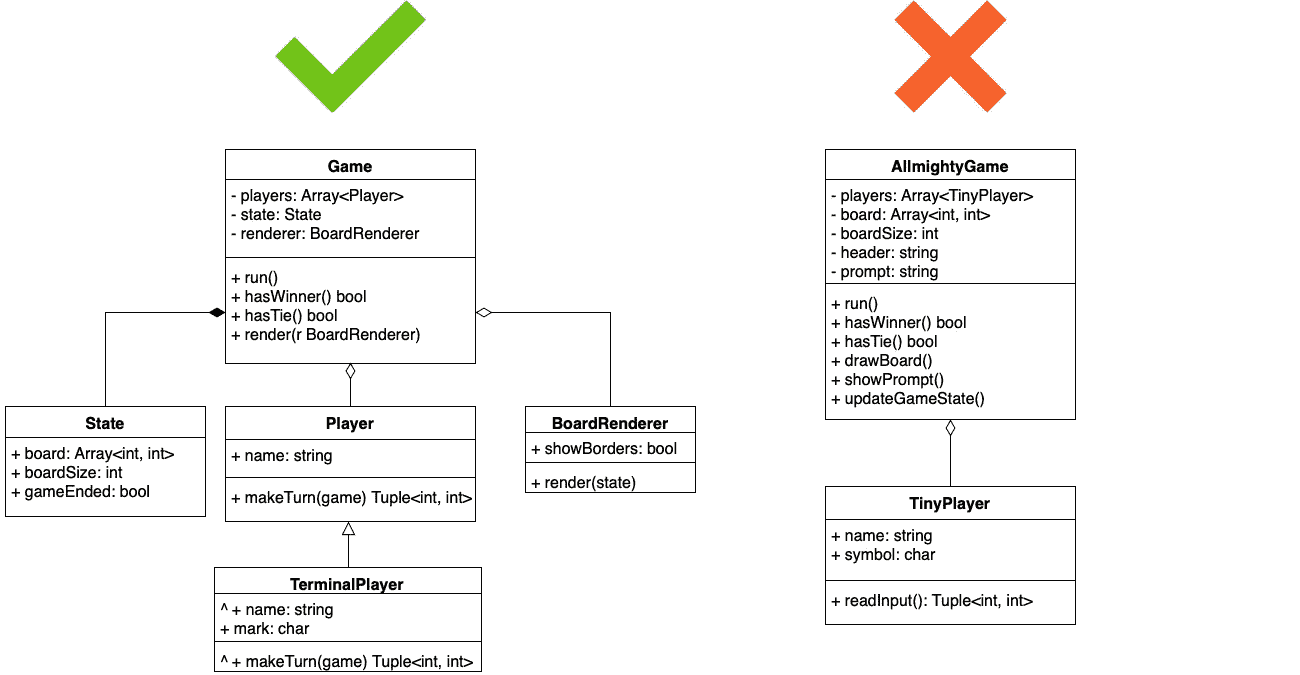 Game
- players: Array<Player>
- state: State
- renderer: BoardRenderer
+ run()
+ hasWinner() bool
+ hasTie() bool
+ render(r BoardRenderer)
State
+ board: Array<int, int>
+ boardSize: int
+ gameEnded: bool
Player
+ name: string
+ makeTurn(game) Tuple<int, int>
BoardRenderer
+ showBorders: bool
+ render(state)
TerminalPlayer
^ + name: string
+ mark: char
^ + makeTurn(game) Tuple<int, int>
AllmightyGame
- players: Array<TinyPlayer>
- board: Array<int, int>
- boardSize: int
- header: string
- prompt: string
+ run()
+ hasWinner() bool
+ hasTie() bool
+ drawBoard()
+ showPrompt()
+ updateGameState()
TinyPlayer
+ name: string
+ symbol: char
+ readInput(): Tuple<int, int>